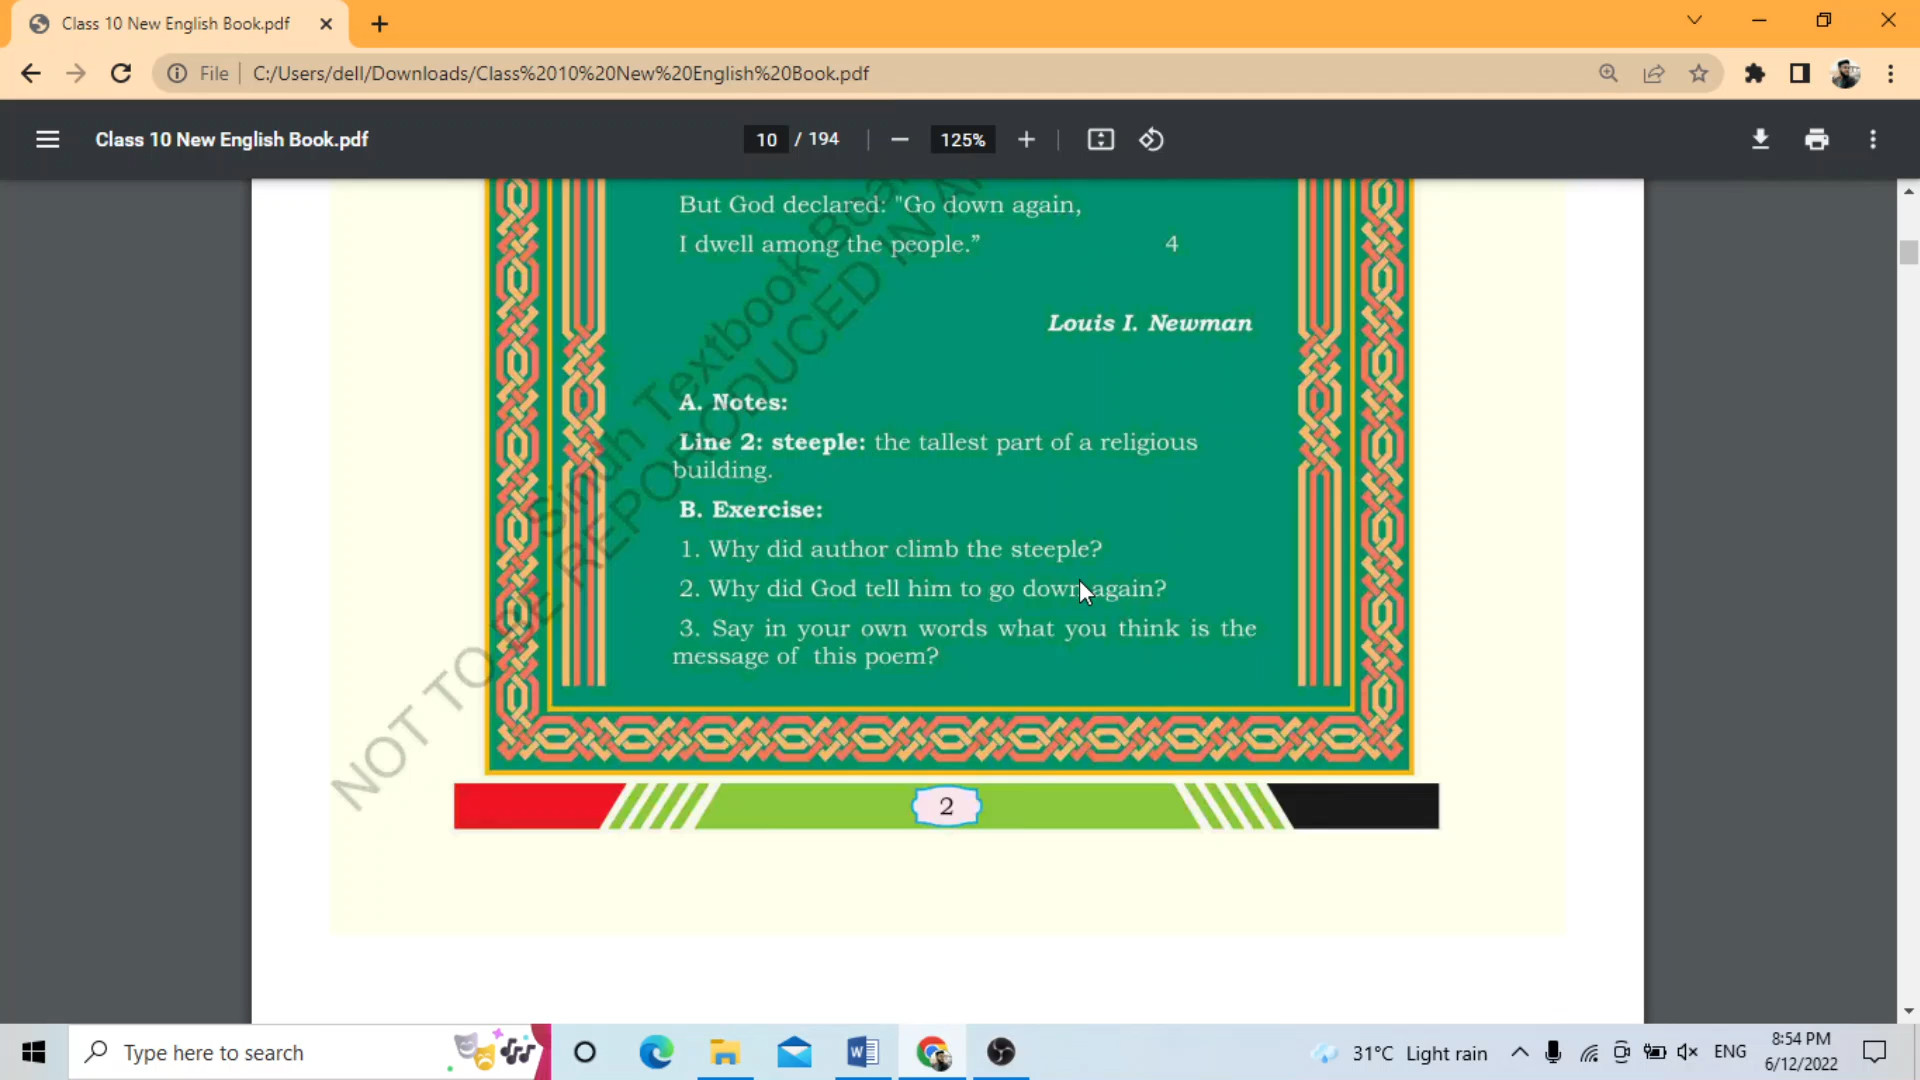 Class 10 New English Book.pdf
File C:/Users/dell/Downloads/Class%2010%20New%20English%20Book.pdf
Class 10 New English Book.pdf
10 / 194
125%
But God declared: "Go down again,
I dwell among the people.” 4
Louis I. Newman
A. Notes:
Line 2: steeple: the tallest part of a religious
building.
B. Exercise:
1. Why did author climb the steeple?
2. Why did God tell him to go down again?
3. Say in your own words what you think is the
message of this poem?
Sindh Textbook
NOT TO BE REPORODUCED IN
2
Type here to search
31°C Light rain
ENG
8:54 PM
6/12/2022